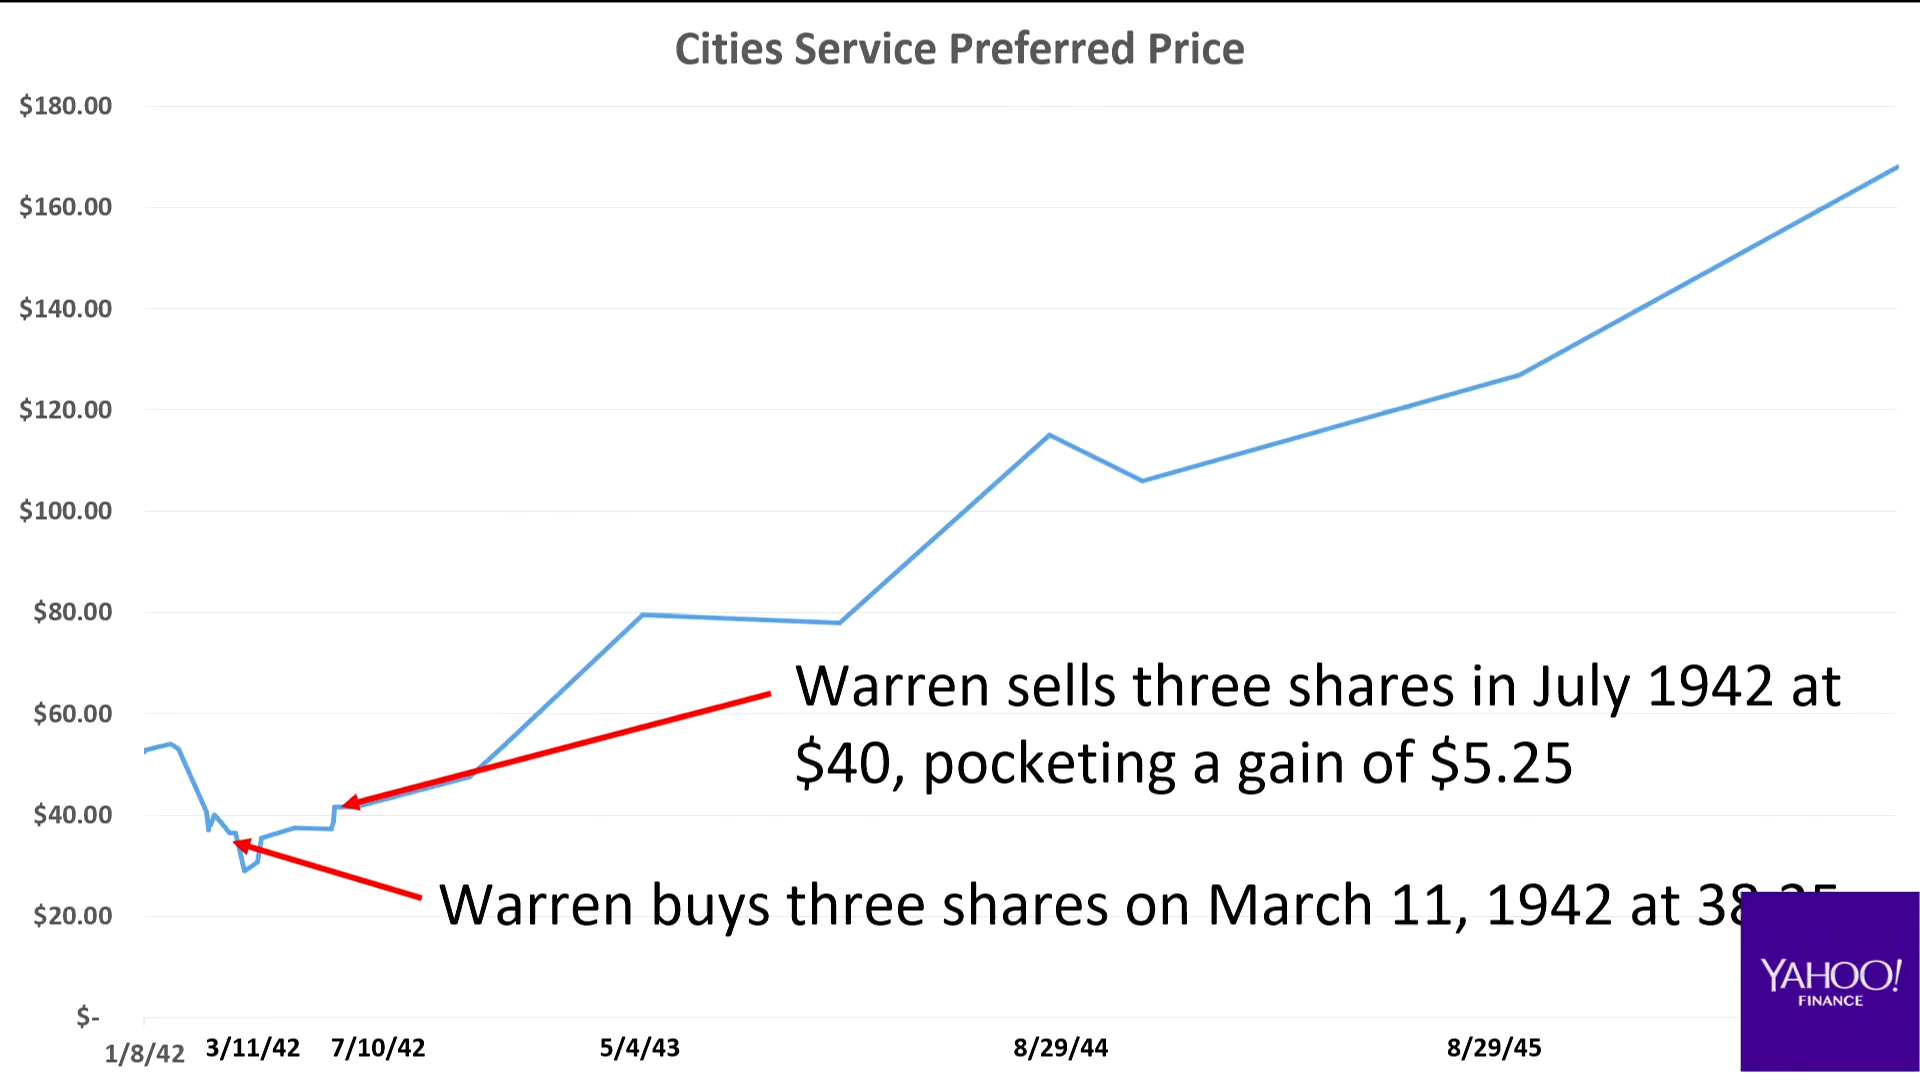 Cities Service Preferred Price
$180.00
$160.00
$140.00
$120.00
$100.00
$80.00
$60.00
$40.00
$20.00
$-
Warren sells three shares in July 1942 at
$40, pocketing a gain of $5.25
Warren buys three shares on March 11, 1942 at
1/8/42 3/11/42 7/10/42 5/4/43 8/29/44 8/29/45
YAHOO!
FINANCE